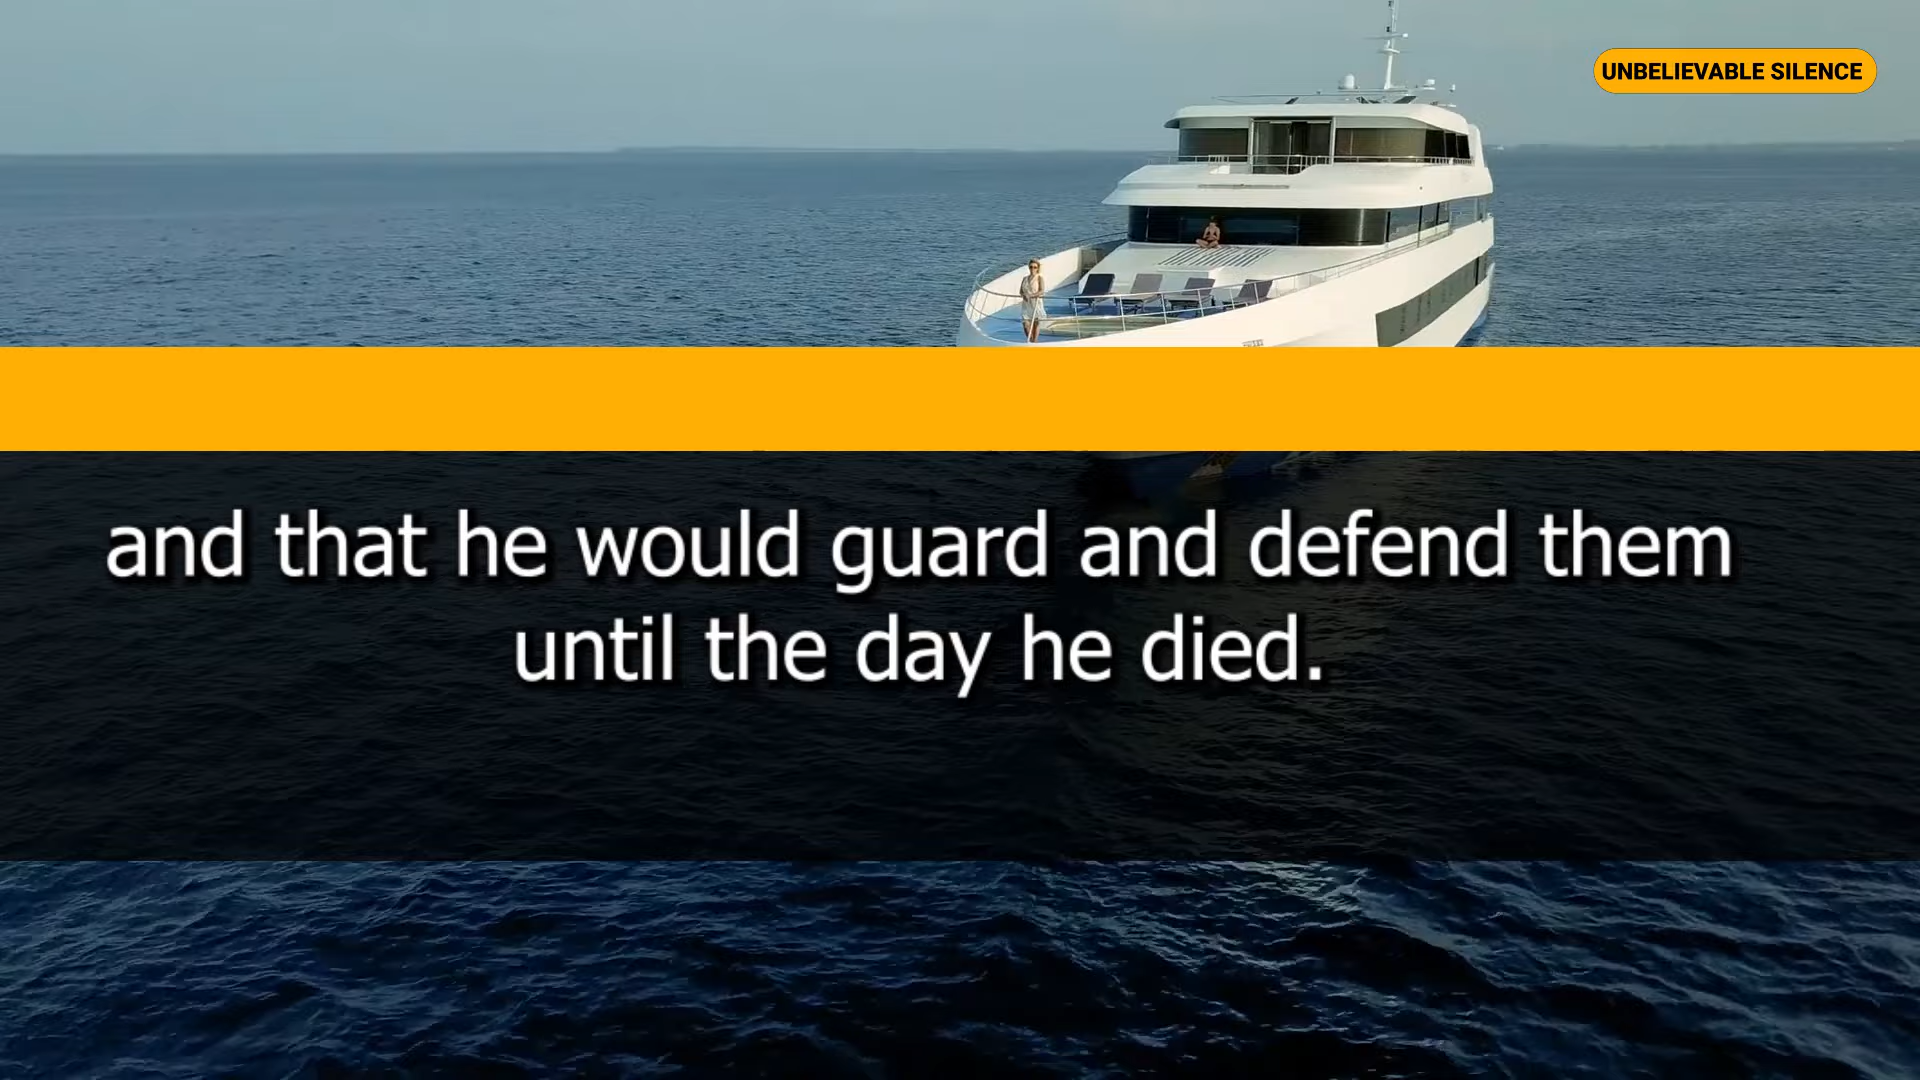 UNBELIEVABLE SILENCE
and that he would guard and defend them
until the day he died.